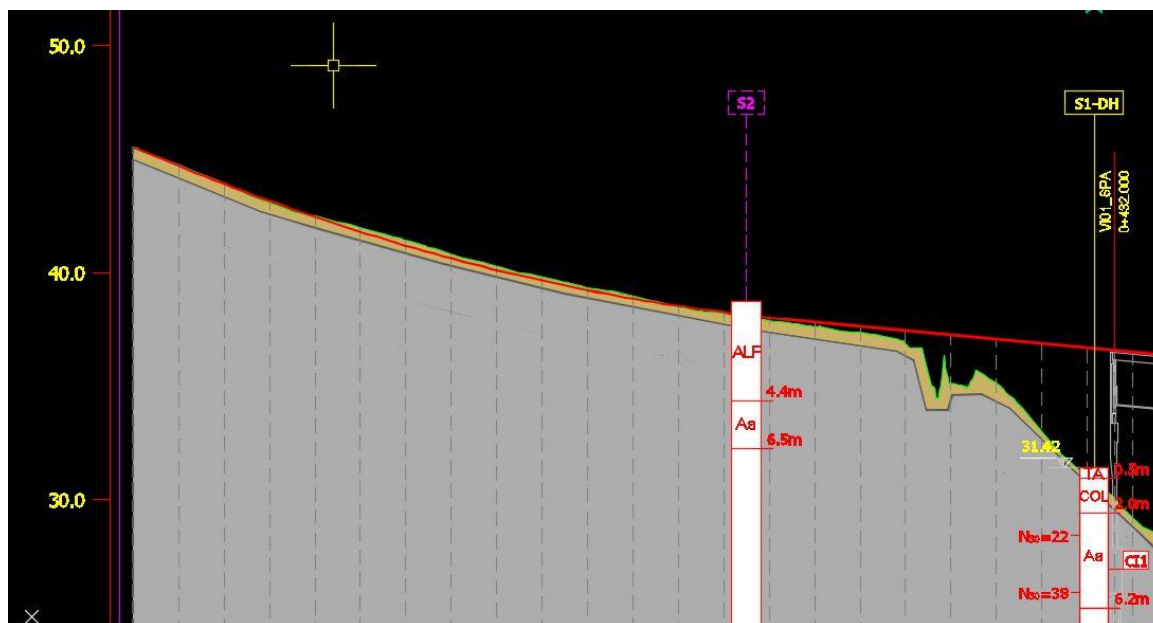 50.0
S2
S1-DH
VI01_SPA
0+432.000
40.0
ALF
4.4m
Aa
6.5m
31.42
TA
0.3m
30.0
COL
2.0m
N₃₀=22
Aa
CI1
N₃₀=38
6.2m